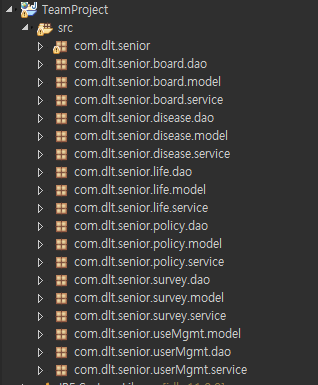 TeamProject
src
com.dlt.senior
com.dlt.senior.board.dao
com.dlt.senior.board.model
com.dlt.senior.board.service
com.dlt.senior.disease.dao
com.dlt.senior.disease.model
com.dlt.senior.disease.service
com.dlt.senior.life.dao
com.dlt.senior.life.model
com.dlt.senior.life.service
com.dlt.senior.policy.dao
com.dlt.senior.policy.model
com.dlt.senior.policy.service
com.dlt.senior.survey.dao
com.dlt.senior.survey.model
com.dlt.senior.survey.service
com.dlt.senior.useMgmt.model
com.dlt.senior.userMgmt.dao
com.dlt.senior.userMgmt.service